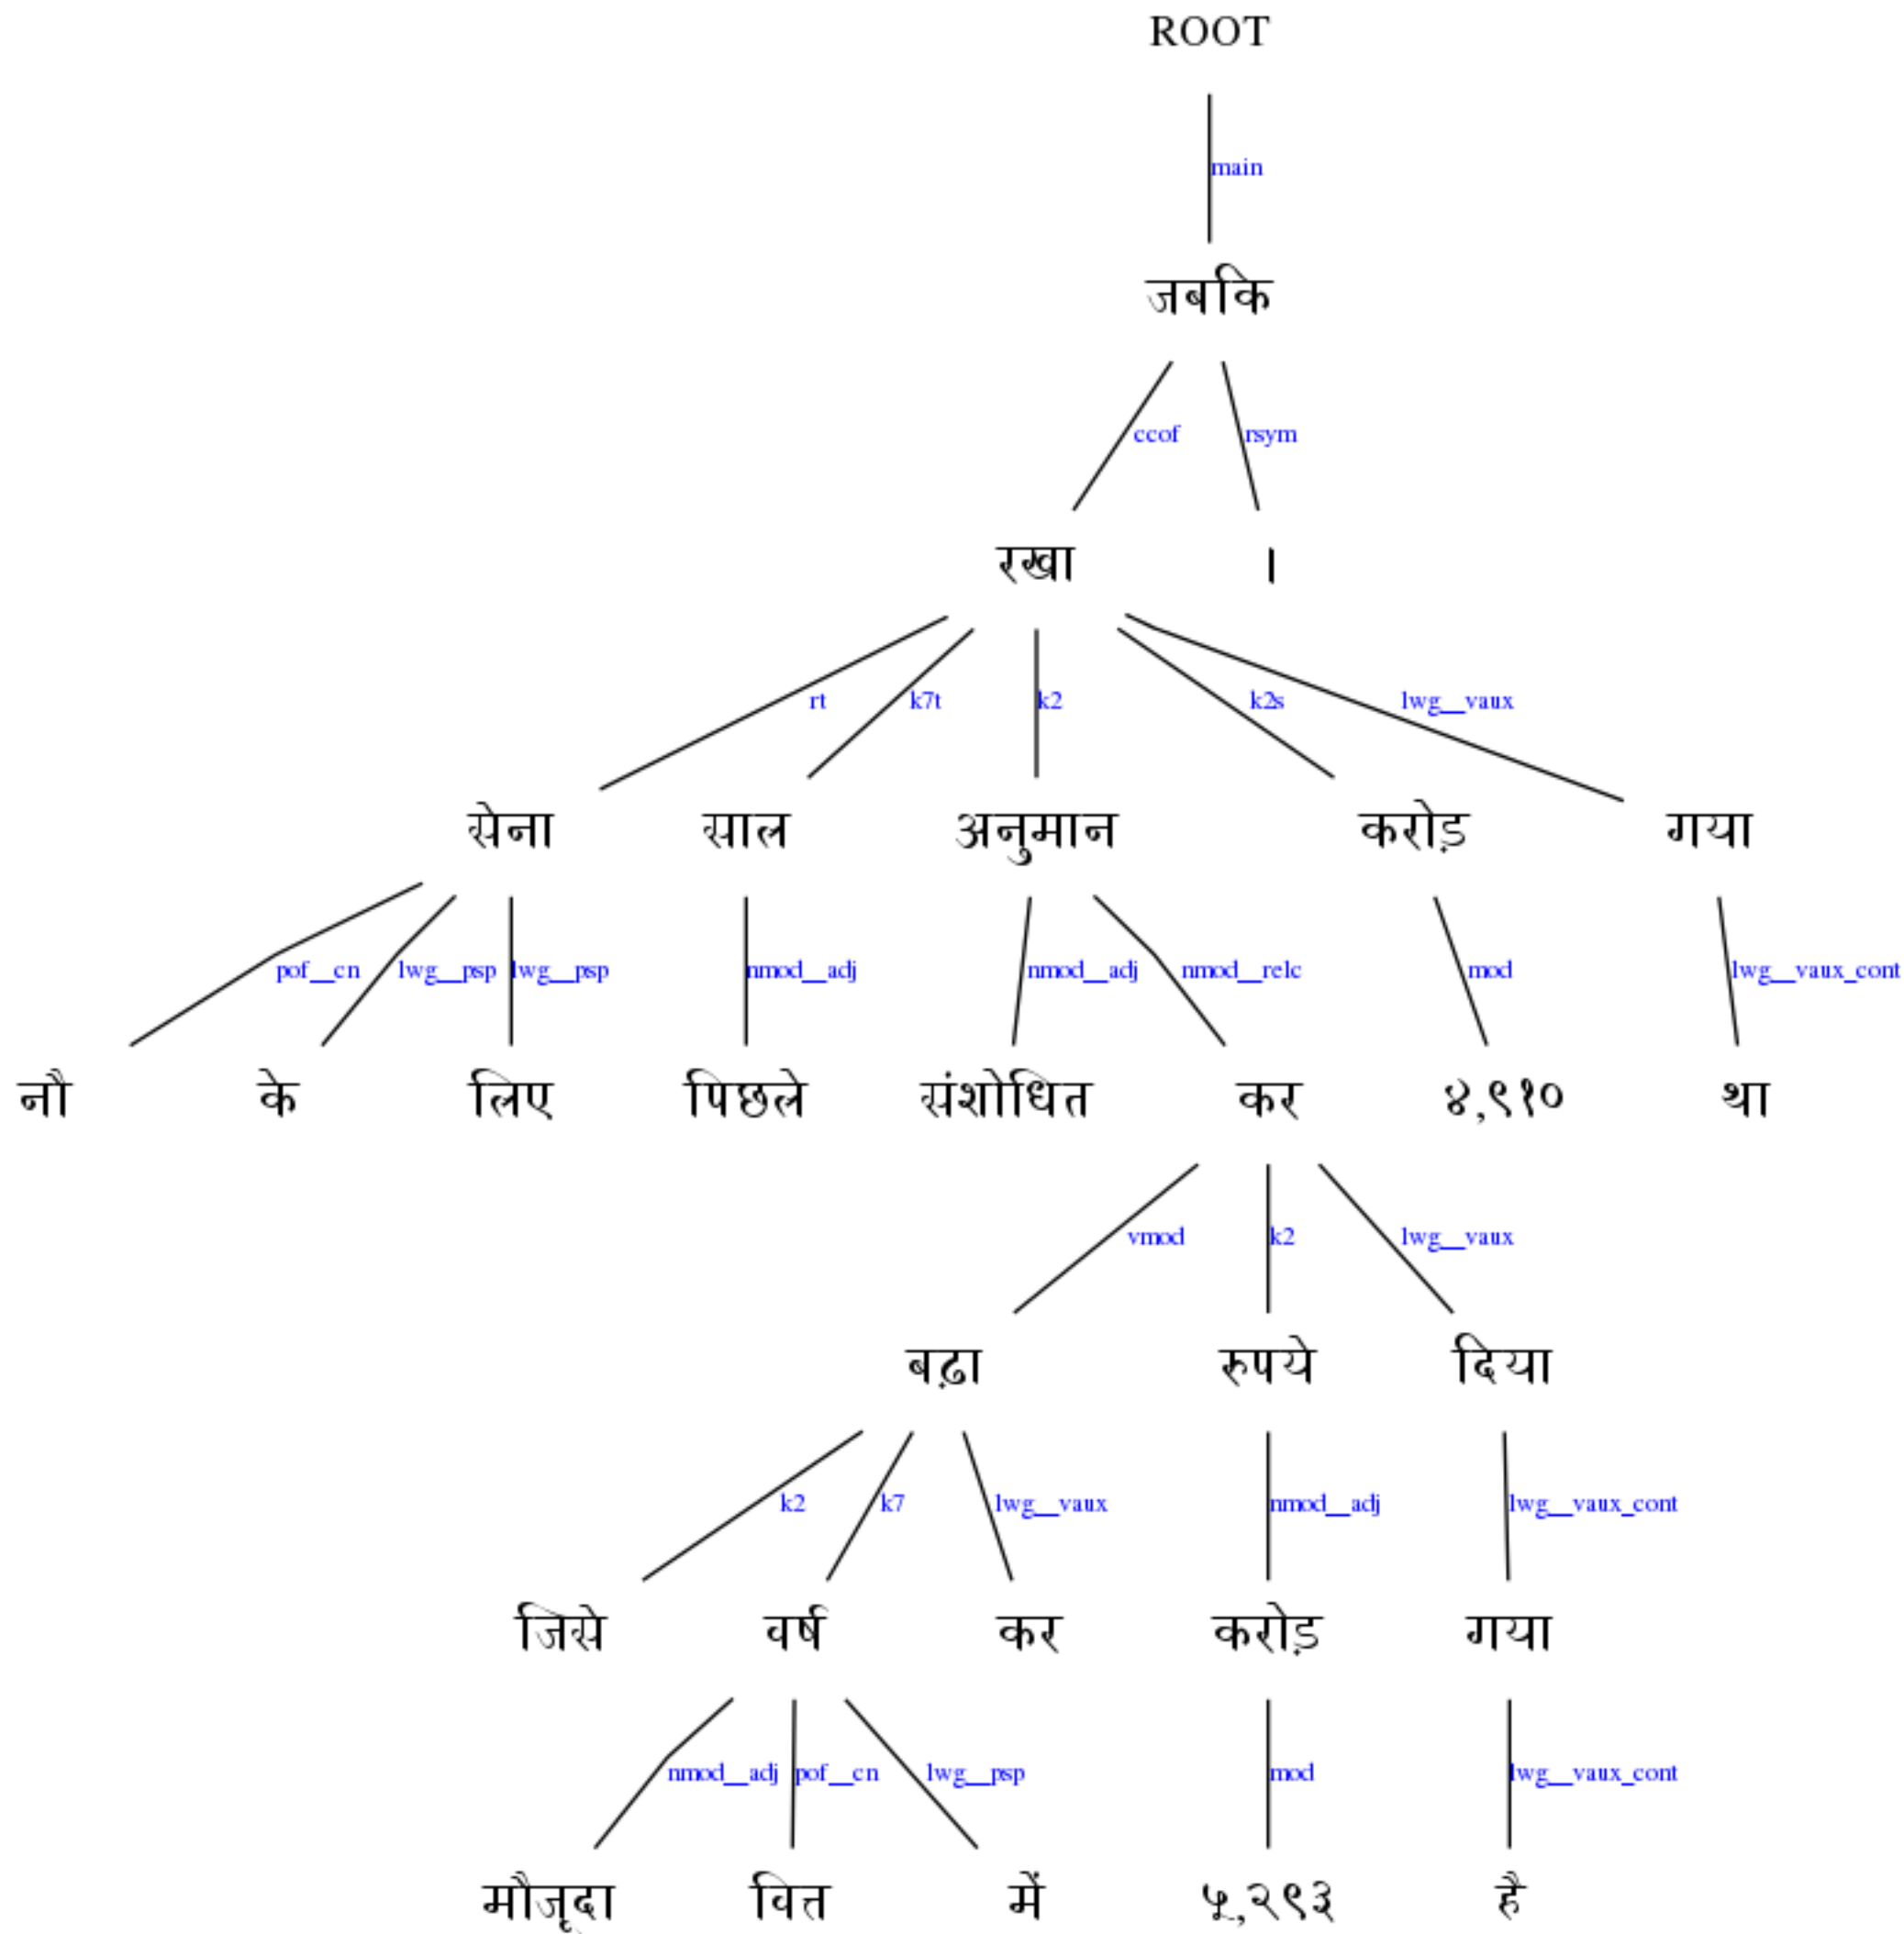 ROOT
main
जबकि
ccof rsym
रखा ।
rt k7t k2 k2s lwg__vaux
सेना साल अनुमान करोड़ गया
pof__cn lwg__psp lwg__psp nmod__adj nmod__adj nmod__relc mod lwg__vaux_cont
नौ के लिए पिछले संशोधित कर ४,९१० था
vmod k2 lwg__vaux
बढ़ा रुपये दिया
k2 k7 lwg__vaux nmod__adj lwg__vaux_cont
जिसे वर्ष कर करोड़ गया
nmod__adj pof__cn lwg__psp mod lwg__vaux_cont
मौजूदा वित्त में ५,२९३ है